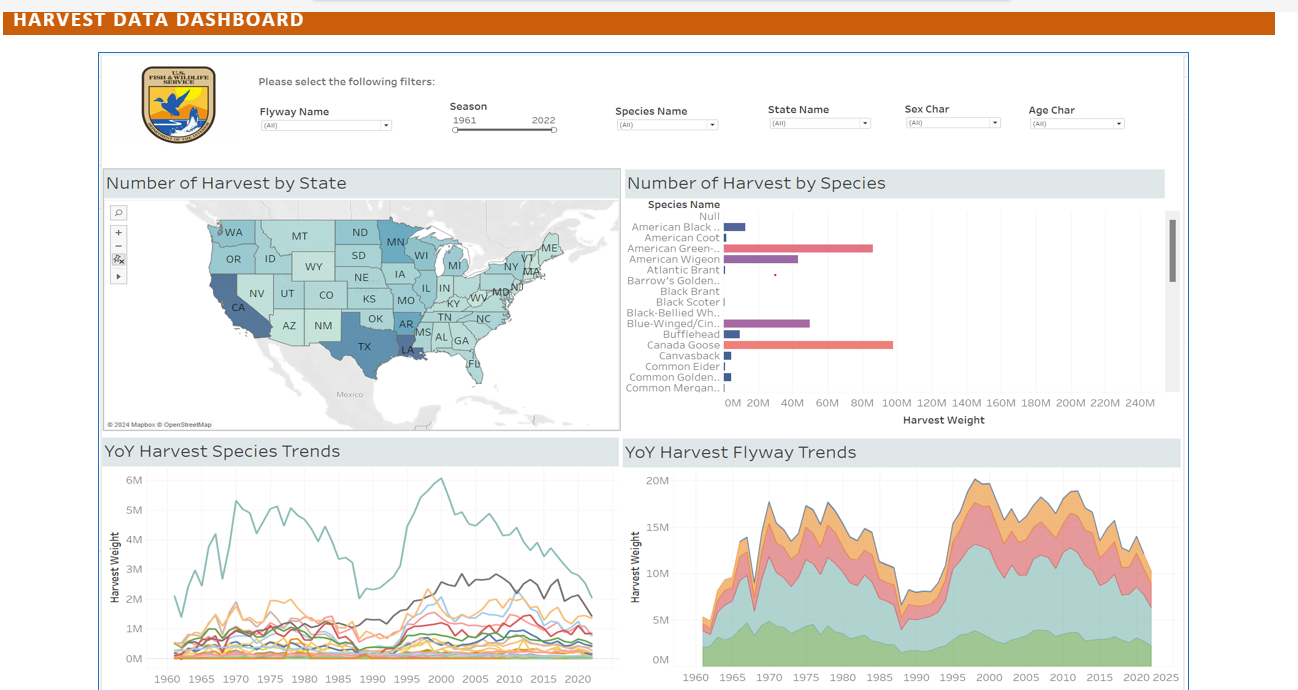 HARVEST DATA DASHBOARD
U.S.
FISH & WILDLIFE
SERVICE
Please select the following filters:
Flyway Name
(All)
Season
1961 2022
Species Name
(All)
State Name
(All)
Sex Char
(All)
Age Char
(All)
Number of Harvest by State
WA MT ND MN ME
OR ID WY SD WI MI NY VT MA
NV UT CO NE IA IL IN WV MD NJ
CA KS MO KY
AZ NM OK AR TN NC
TX LA MS AL GA
FL
Mexico
© 2024 Mapbox © OpenStreetMap
Number of Harvest by Species
Species Name
Null
American Black ..
American Coot
American Green-..
American Wigeon
Atlantic Brant
Barrow's Golden..
Black Brant
Black Scoter
Black-Bellied Wh..
Blue-Winged/Cin..
Bufflehead
Canada Goose
Canvasback
Common Eider
Common Golden..
Common Mergan..
0M 20M 40M 60M 80M 100M 120M 140M 160M 180M 200M 220M 240M
Harvest Weight
YoY Harvest Species Trends
6M
5M
4M
3M
2M
1M
0M
Harvest Weight
1960 1965 1970 1975 1980 1985 1990 1995 2000 2005 2010 2015 2020
YoY Harvest Flyway Trends
20M
15M
10M
5M
0M
Harvest Weight
1960 1965 1970 1975 1980 1985 1990 1995 2000 2005 2010 2015 2020 2025